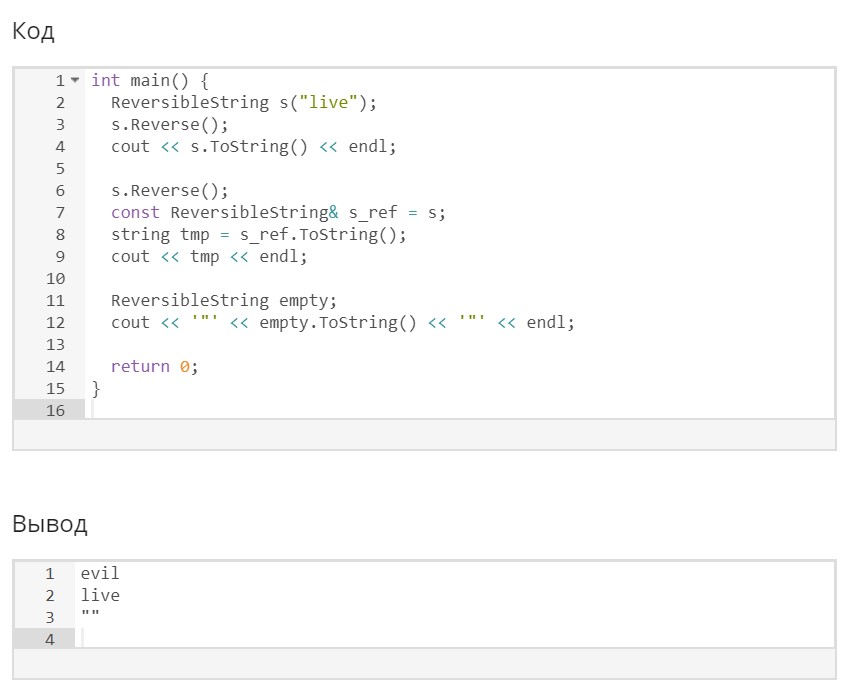 Код
1 int main() {
2   ReversibleString s("live");
3   s.Reverse();
4   cout << s.ToString() << endl;
5
6   s.Reverse();
7   const ReversibleString& s_ref = s;
8   string tmp = s_ref.ToString();
9   cout << tmp << endl;
10
11   ReversibleString empty;
12   cout << '"' << empty.ToString() << '"' << endl;
13
14   return 0;
15 }
16
Вывод
1 evil
2 live
3 ""
4